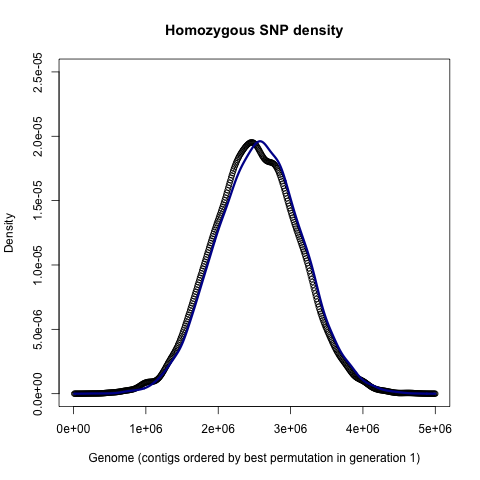 Homozygous SNP density
Density
2.5e-05
2.0e-05
1.5e-05
1.0e-05
5.0e-06
0.0e+00
0e+00 1e+06 2e+06 3e+06 4e+06 5e+06
Genome (contigs ordered by best permutation in generation 1)